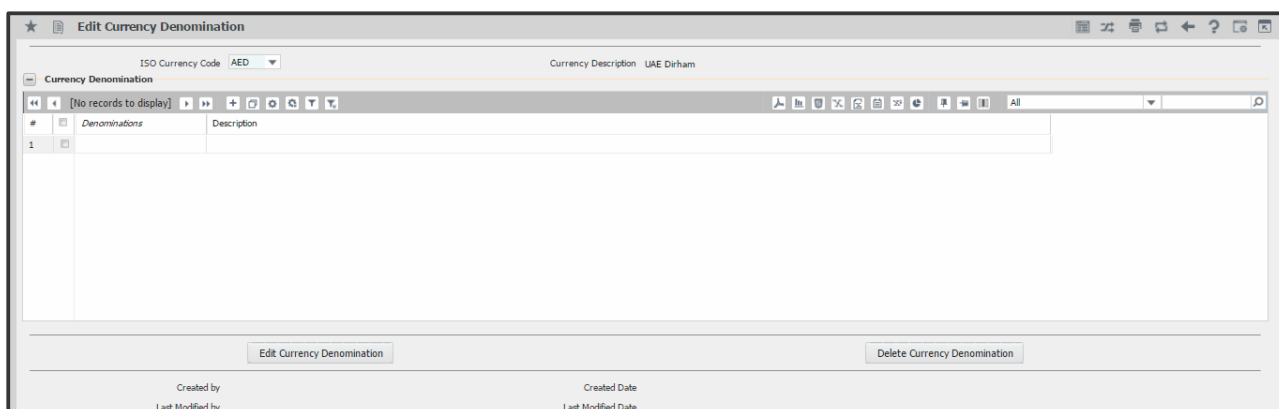 Edit Currency Denomination
ISO Currency Code AED Currency Description UAE Dirham
Currency Denomination
[No records to display] All
# Denominations Description
1
Edit Currency Denomination Delete Currency Denomination
Created by Created Date
Last Modified by Last Modified Date